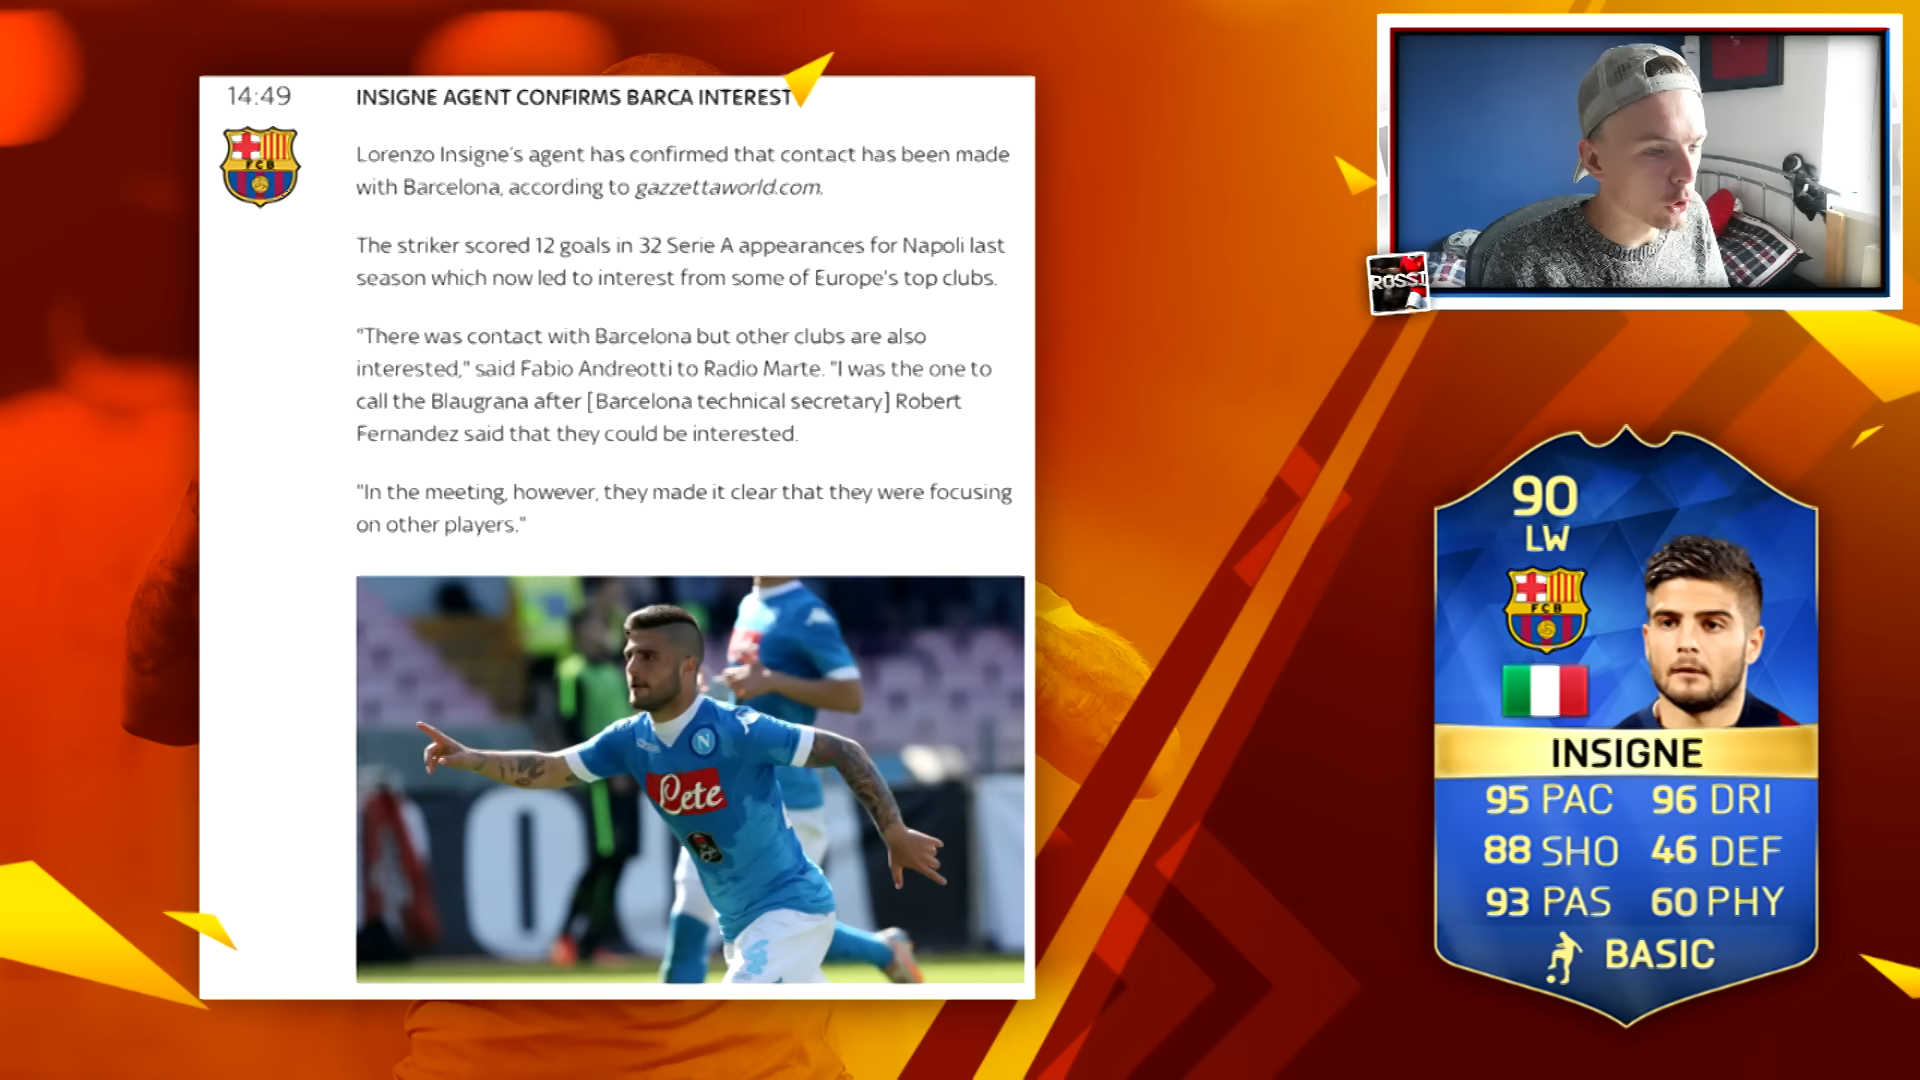 14:49
INSIGNE AGENT CONFIRMS BARCA INTEREST
Lorenzo Insigne's agent has confirmed that contact has been made
with Barcelona, according to gazzettaworld.com.
The striker scored 12 goals in 32 Serie A appearances for Napoli last
season which now led to interest from some of Europe's top clubs.
"There was contact with Barcelona but other clubs are also
interested," said Fabio Andreotti to Radio Marte. "I was the one to
call the Blaugrana after [Barcelona technical secretary] Robert
Fernandez said that they could be interested.
"In the meeting, however, they made it clear that they were focusing
on other players."
FCB
N
Lete
ROSSI
90
LW
FCB
INSIGNE
95 PAC 96 DRI
88 SHO 46 DEF
93 PAS 60 PHY
BASIC